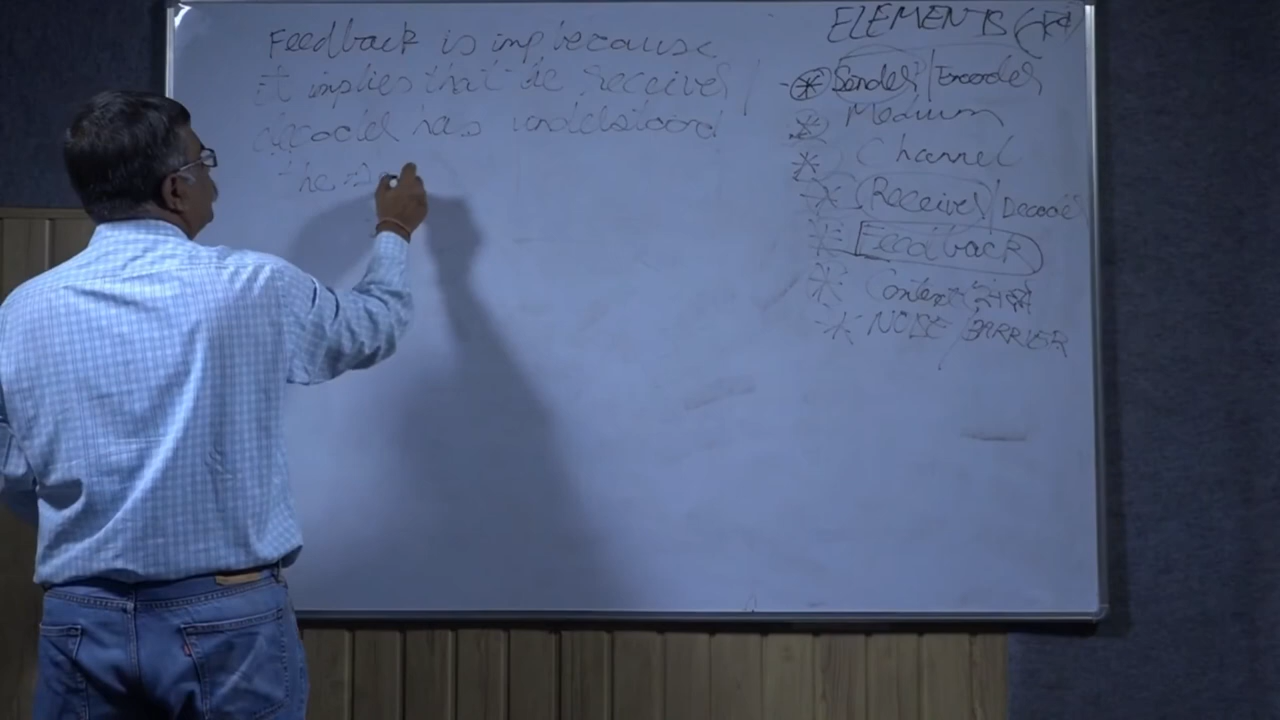 Feedback is imp because
it implies that the Receiver /
decoder has understood
the
ELEMENTS
Sender / Encoder
Medium
Channel
Receiver / Decoder
Feedback
Context
NOISE / BARRIER